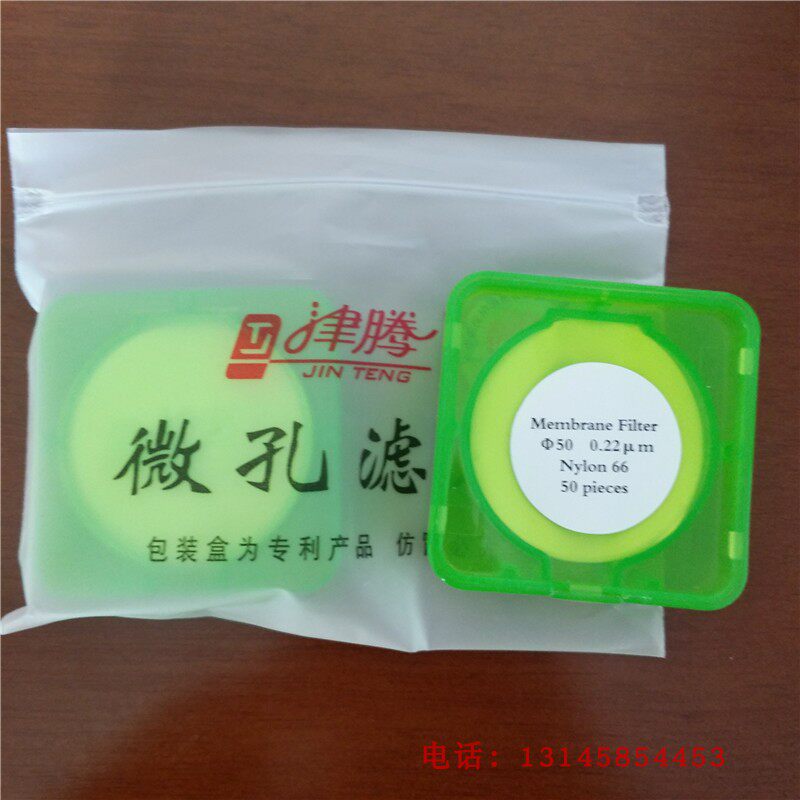 津腾
JIN TENG
微孔滤
包装盒为专利产品 仿
Membrane Filter
Φ50 0.22μm
Nylon 66
50 pieces
电话: 13145854453